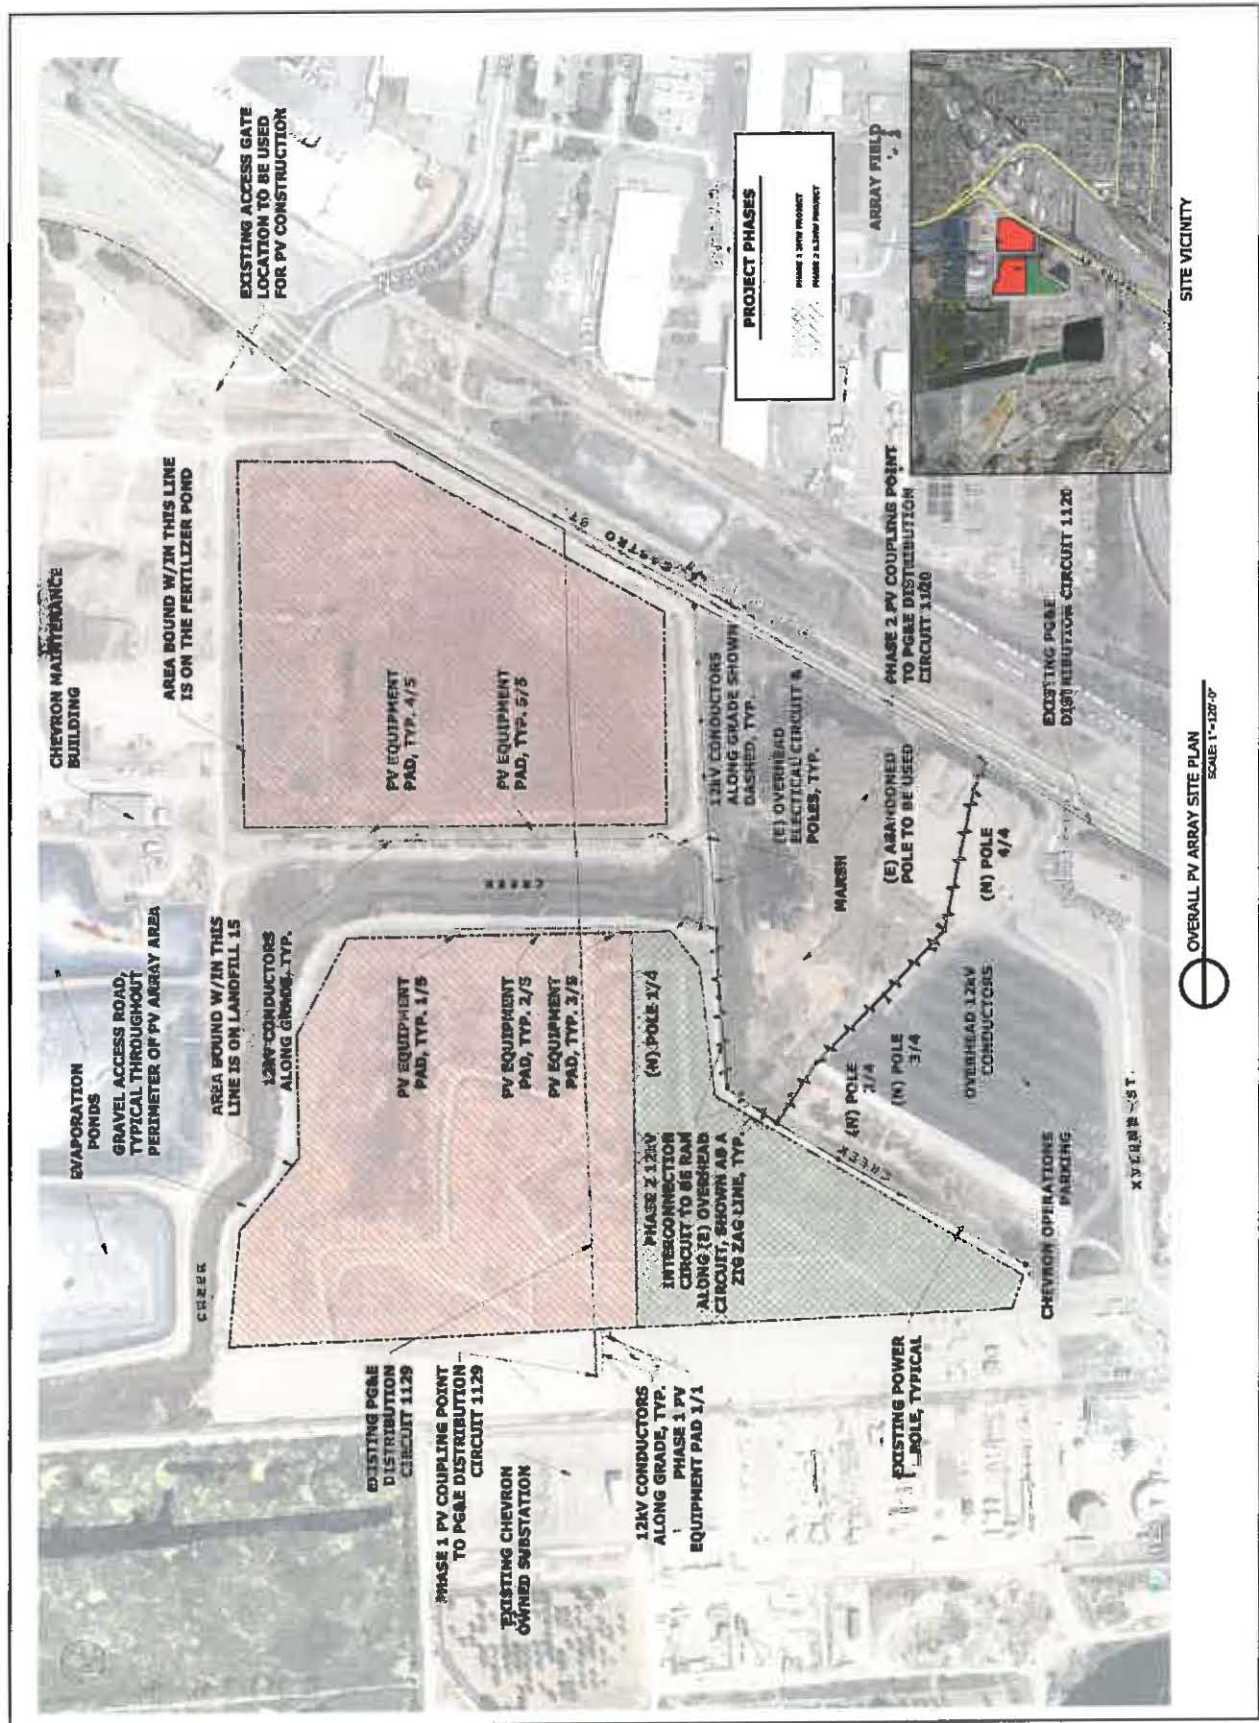 EVAPORATION
PONDS
GRAVEL ACCESS ROAD,
TYPICAL THROUGHOUT
PERIMETER OF PV ARRAY AREA
CHEVRON MAINTENANCE
BUILDING
AREA BOUND W/IN THIS LINE
IS ON THE FERTILIZER POND
EXISTING ACCESS GATE
LOCATION TO BE USED
FOR PV CONSTRUCTION
CREEK
AREA BOUND W/IN THIS
LINE IS ON LANDFILL 15
12kV CONDUCTORS
ALONG GRADE, TYP.
EXISTING PG&E
DISTRIBUTION
CIRCUIT 1129
PHASE 1 PV COUPLING POINT
TO PG&E DISTRIBUTION
CIRCUIT 1129
EXISTING CHEVRON
OWNED SUBSTATION
PV EQUIPMENT
PAD, TYP. 1/5
PV EQUIPMENT
PAD, TYP. 2/5
PV EQUIPMENT
PAD, TYP. 3/5
CREEK
PV EQUIPMENT
PAD, TYP. 4/5
PV EQUIPMENT
PAD, TYP. 5/5
CASTRO ST.
12kV CONDUCTORS
ALONG GRADE, TYP.
PHASE 1 PV
EQUIPMENT PAD 1/1
(N) POLE 1/4
PHASE 2 12kV
INTERCONNECTION
CIRCUIT TO BE RAN
ALONG (E) OVERHEAD
CIRCUIT, SHOWN AS A
ZIG ZAG LINE, TYP.
12kV CONDUCTORS
ALONG GRADE SHOWN
DASHED, TYP.
(E) OVERHEAD
ELECTICAL CIRCUIT &
POLES, TYP.
MARSH
(E) ABANDONED
POLE TO BE USED
PHASE 2 PV COUPLING POINT
TO PG&E DISTRIBUTION
CIRCUIT 1120
PROJECT PHASES
PHASE 2 8.5MW PROJECT
ARRAY FIELD
EXISTING POWER
POLE, TYPICAL
CREEK
(N) POLE
2/4
(N) POLE
3/4
(N) POLE
4/4
OVERHEAD 12kV
CONDUCTORS
EXISTING PG&E
DISTRIBUTION CIRCUIT 1120
CHEVRON OPERATIONS
PARKING
SITE VICINITY
OVERALL PV ARRAY SITE PLAN
SCALE: 1"=120'-0"